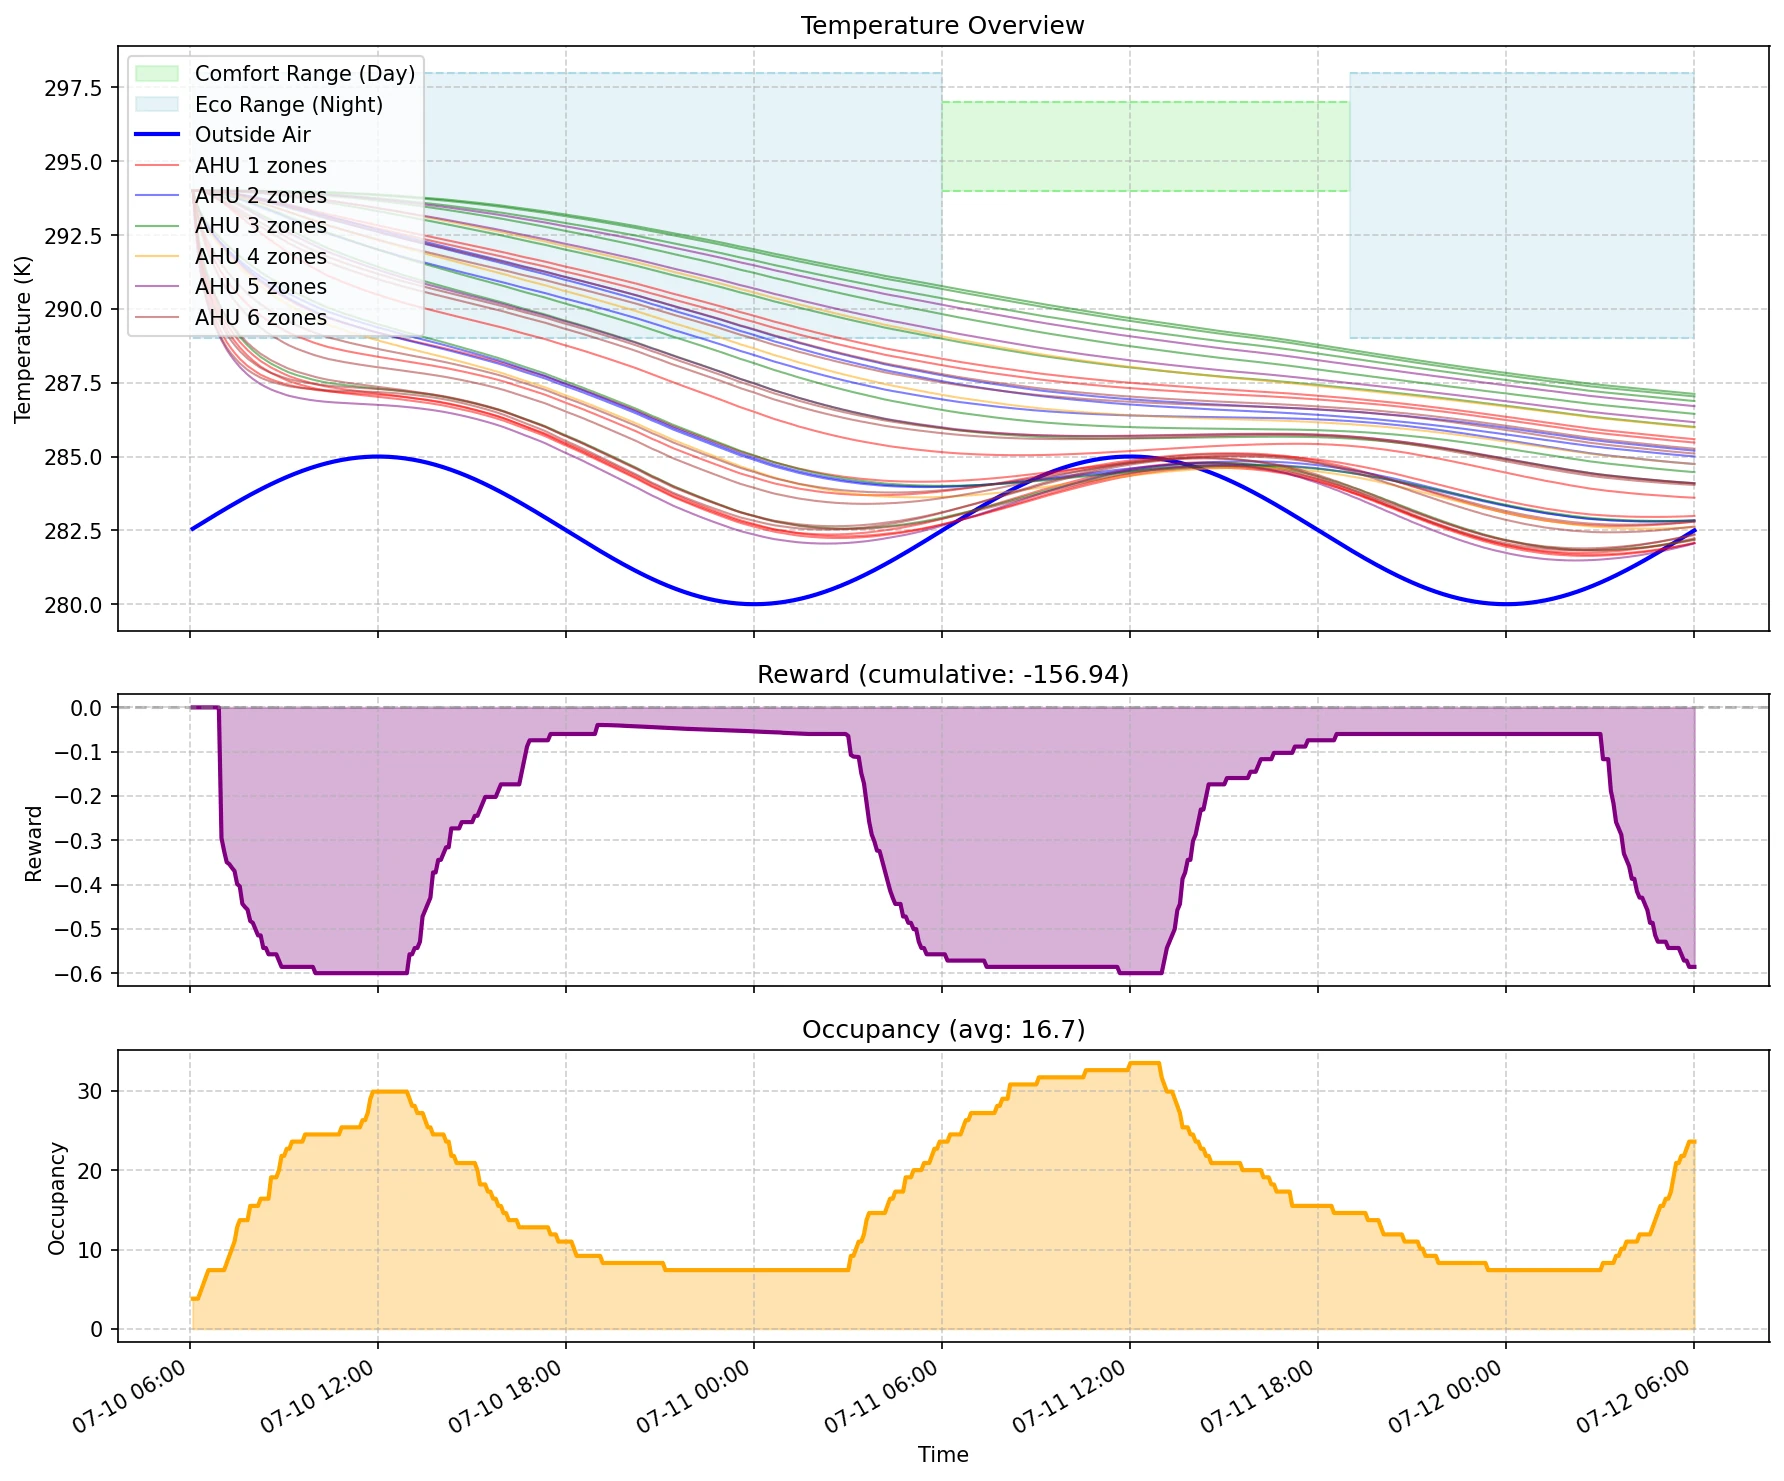 Temperature Overview
Temperature (K)
297.5
295.0
292.5
290.0
287.5
285.0
282.5
280.0
Comfort Range (Day)
Eco Range (Night)
Outside Air
AHU 1 zones
AHU 2 zones
AHU 3 zones
AHU 4 zones
AHU 5 zones
AHU 6 zones
Reward (cumulative: -156.94)
Reward
0.0
−0.1
−0.2
−0.3
−0.4
−0.5
−0.6
Occupancy (avg: 16.7)
Occupancy
30
20
10
0
07-10 06:00
07-10 12:00
07-10 18:00
07-11 00:00
07-11 06:00
07-11 12:00
07-11 18:00
07-12 00:00
07-12 06:00
Time